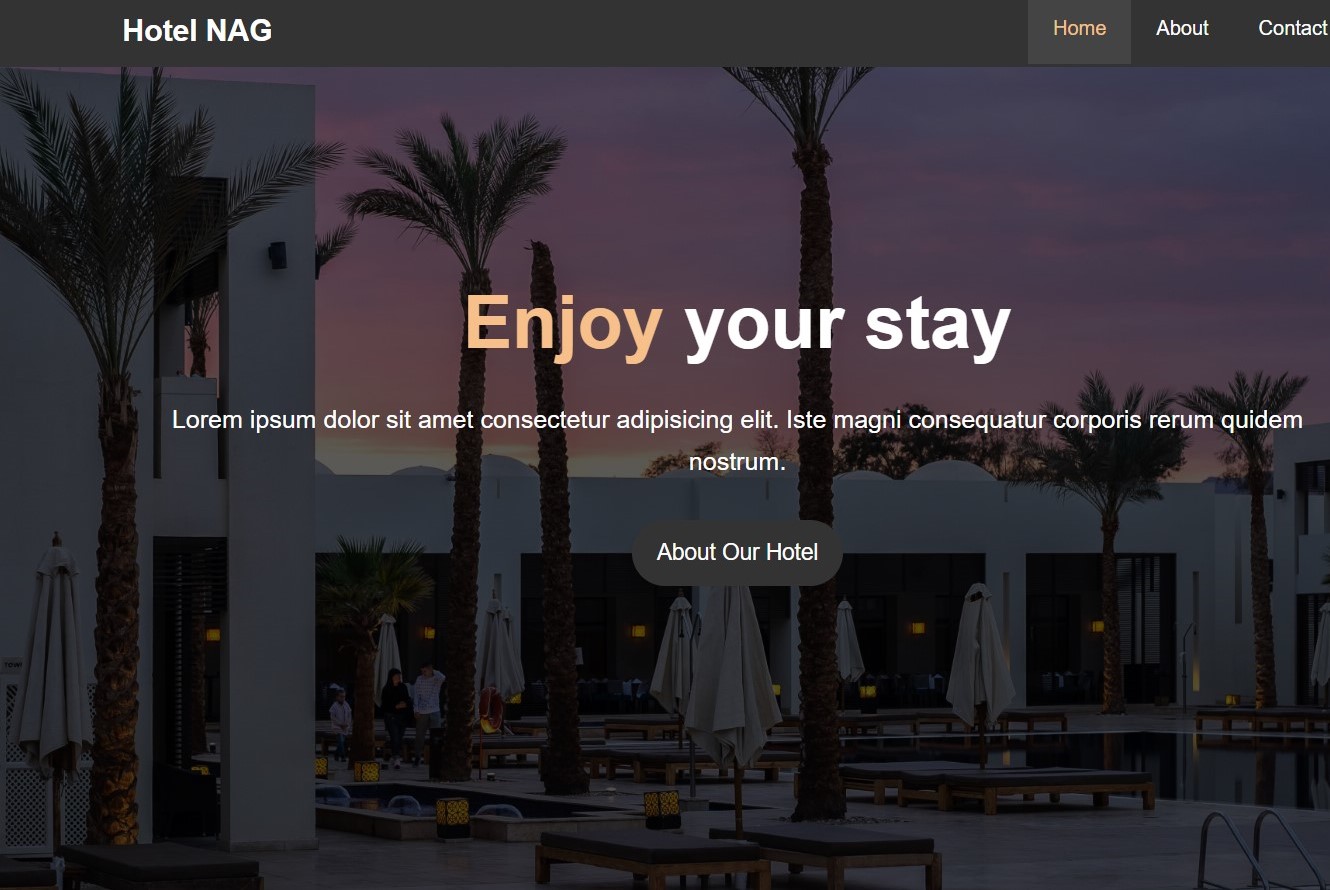 Hotel NAG
Home About Contact
Enjoy your stay
Lorem ipsum dolor sit amet consectetur adipisicing elit. Iste magni consequatur corporis rerum quidem
nostrum.
About Our Hotel